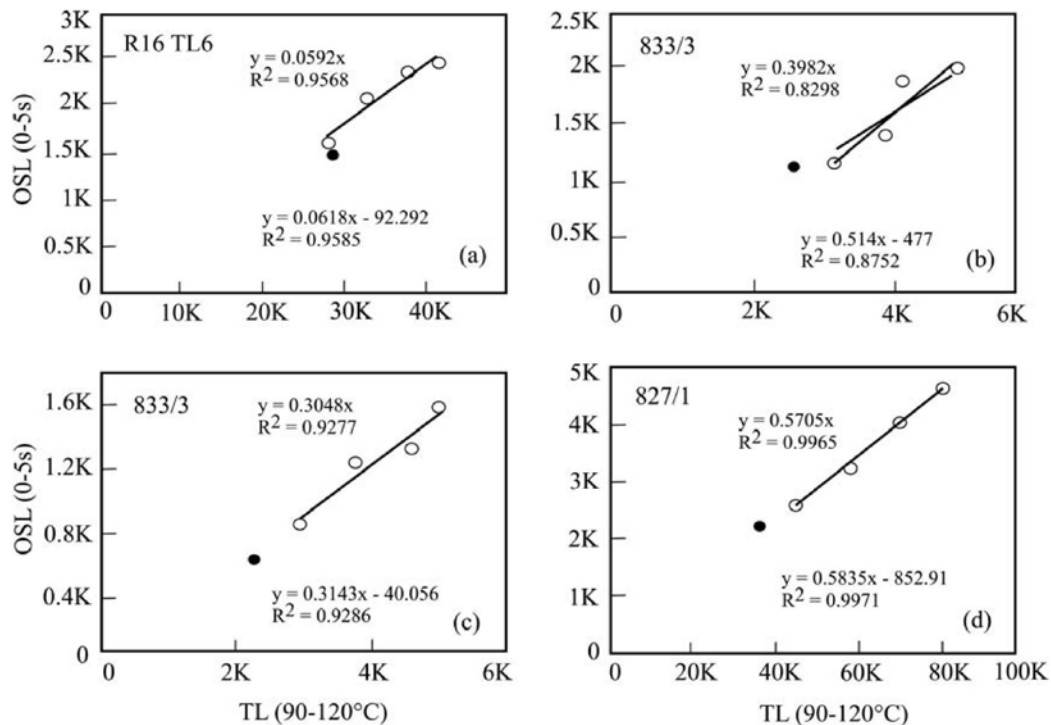 R16 TL6
y = 0.0592x
R2 = 0.9568
y = 0.0618x - 92.292
R2 = 0.9585
(a)
3K
2.5K
2K
1.5K
1K
0.5K
0
0 10K 20K 30K 40K
OSL (0-5s)
833/3
y = 0.3982x
R2 = 0.8298
y = 0.514x - 477
R2 = 0.8752
(b)
2.5K
2K
1.5K
1K
0.5K
0
0 2K 4K 6K
833/3
y = 0.3048x
R2 = 0.9277
y = 0.3143x - 40.056
R2 = 0.9286
(c)
1.6K
1.2K
0.8K
0.4K
0
2K 4K 6K
OSL (0-5s)
TL (90-120°C)
827/1
y = 0.5705x
R2 = 0.9965
y = 0.5835x - 852.91
R2 = 0.9971
(d)
5K
4K
3K
2K
1K
0
0 20K 40K 60K 80K 100K
TL (90-120°C)